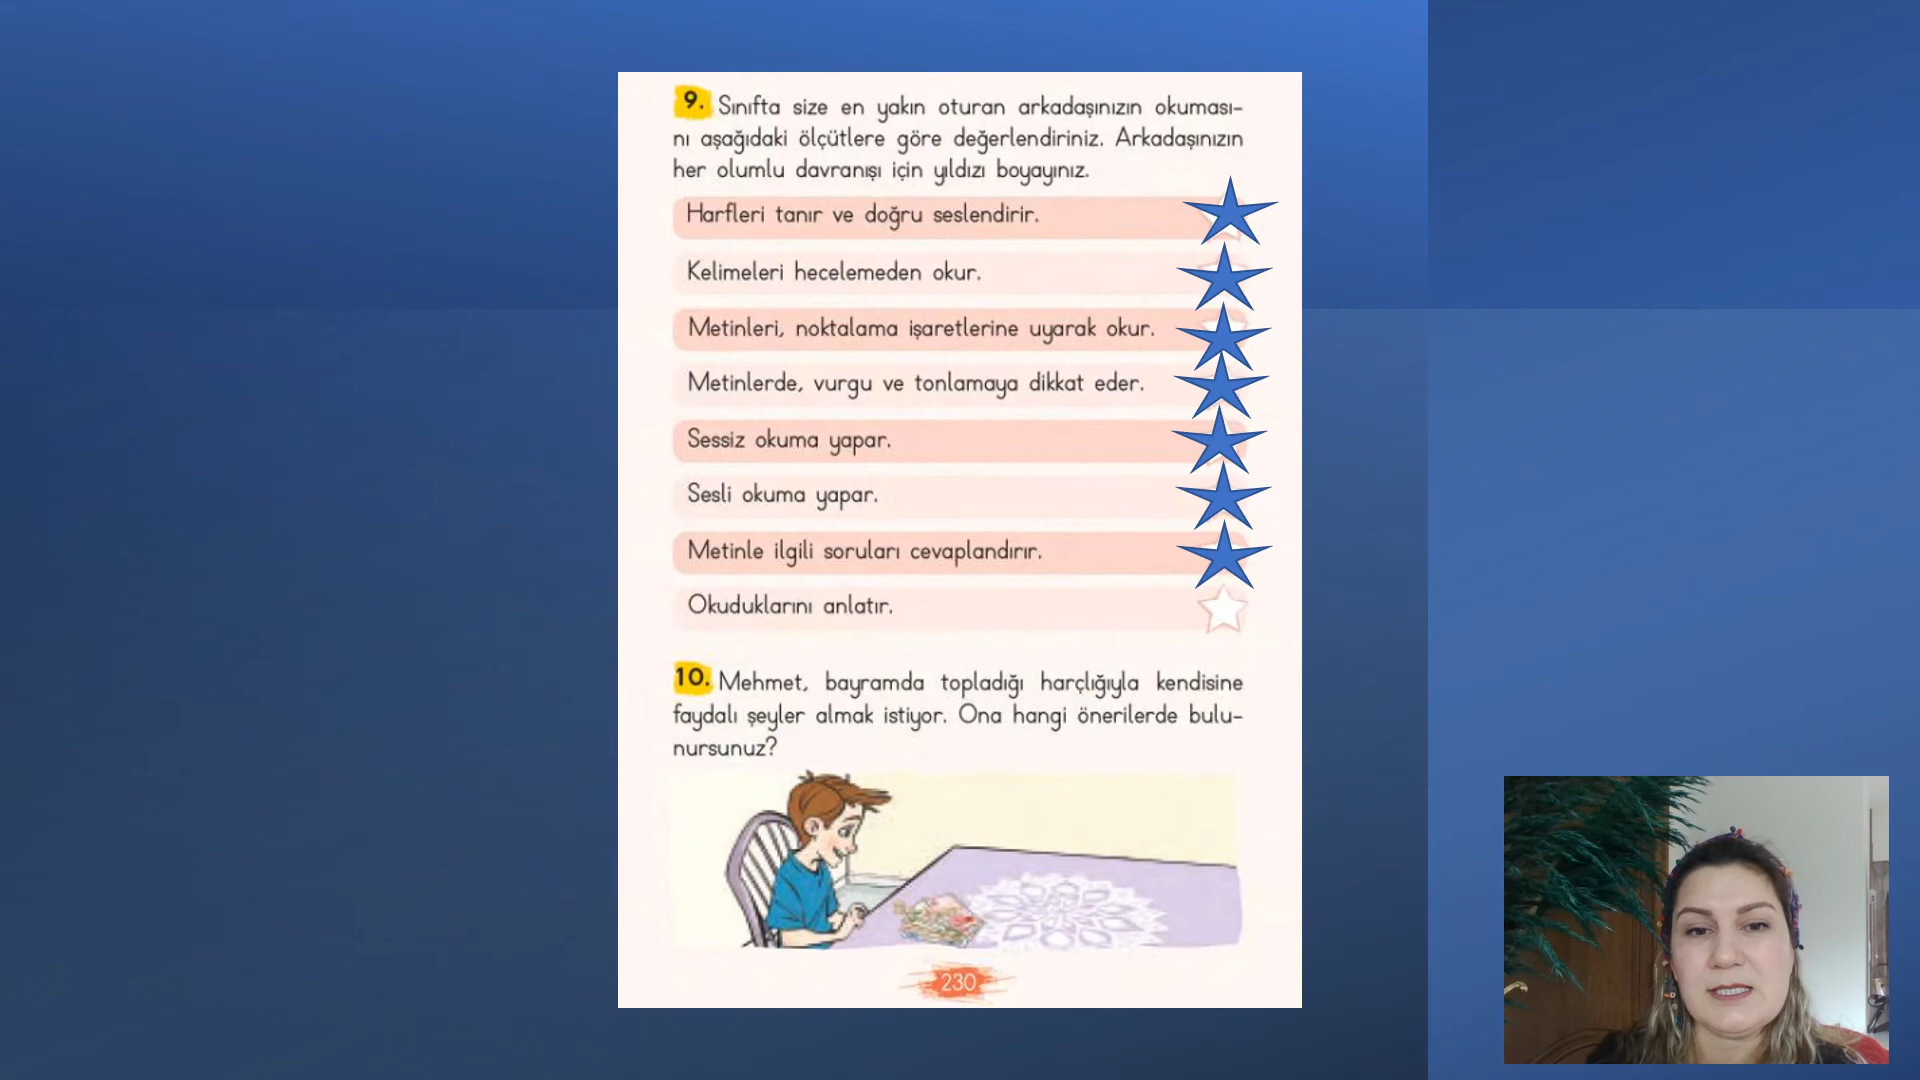 9. Sınıfta size en yakın oturan arkadaşınızın okuması-
nı aşağıdaki ölçütlere göre değerlendiriniz. Arkadaşınızın
her olumlu davranışı için yıldızı boyayınız.
Harfleri tanır ve doğru seslendirir.
Kelimeleri hecelemeden okur.
Metinleri, noktalama işaretlerine uyarak okur.
Metinlerde, vurgu ve tonlamaya dikkat eder.
Sessiz okuma yapar.
Sesli okuma yapar.
Metinle ilgili soruları cevaplandırır.
Okuduklarını anlatır.
10. Mehmet, bayramda topladığı harçlığıyla kendisine
faydalı şeyler almak istiyor. Ona hangi önerilerde bulu-
nursunuz?
230